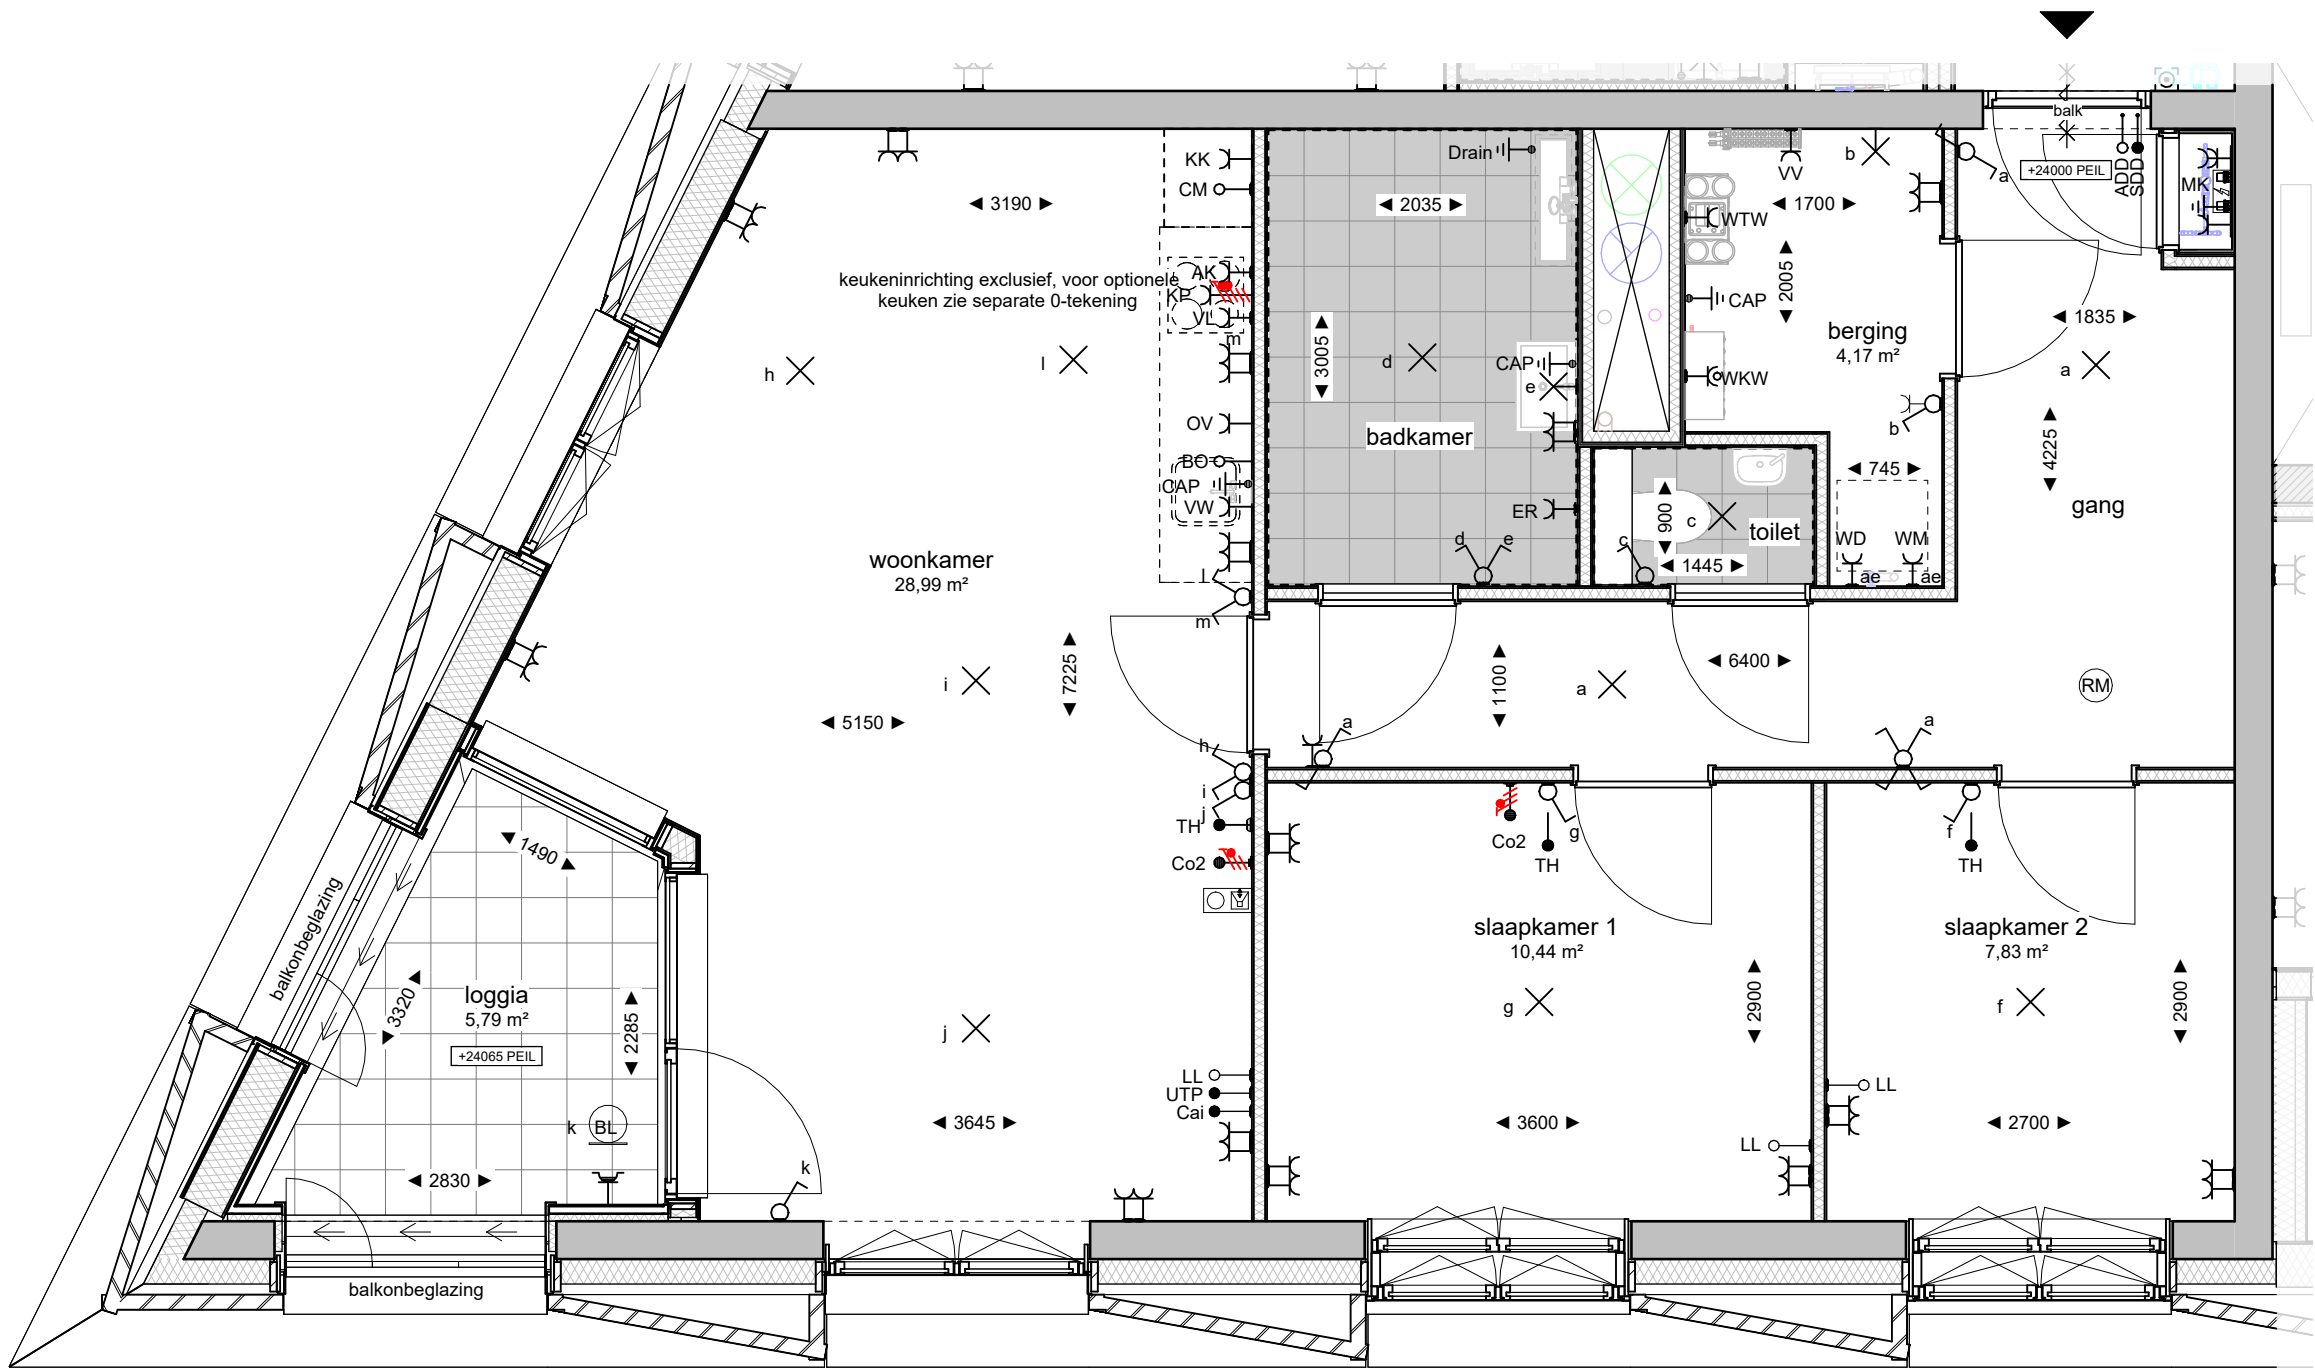 balk
+24000 PEIL
ADD
SDD
MK
a
b
VV
Drain
KK
CM
◄ 3190 ►
◄ 2035 ►
◄ 1700 ►
WTW
◄ 2005 ►
keukeninrichting exclusief, voor optionele
keuken zie separate 0-tekening
AK
KP
VL
m
CAP
◄ 1835 ►
berging
4,17 m²
◄ 3005 ►
h
l
d
CAP
e
WKW
a
b
OV
badkamer
◄ 4225 ►
BO
CAP
VW
◄ 745 ►
gang
ER
◄ 900 ►
c
toilet
WD
WM
d
e
c
◄ 1445 ►
ae
ae
woonkamer
28,99 m²
l
m
◄ 7225 ►
◄ 1100 ►
◄ 6400 ►
i
a
RM
◄ 5150 ►
a
a
h
i
j
TH
Co2
Co2
g
TH
f
TH
◄ 1490 ►
balkonbeglazing
slaapkamer 1
10,44 m²
slaapkamer 2
7,83 m²
loggia
5,79 m²
◄ 3320 ►
◄ 2285 ►
+24065 PEIL
j
g
◄ 2900 ►
f
◄ 2900 ►
LL
UTP
Cai
LL
k
BL
◄ 3645 ►
◄ 3600 ►
◄ 2700 ►
LL
k
◄ 2830 ►
balkonbeglazing